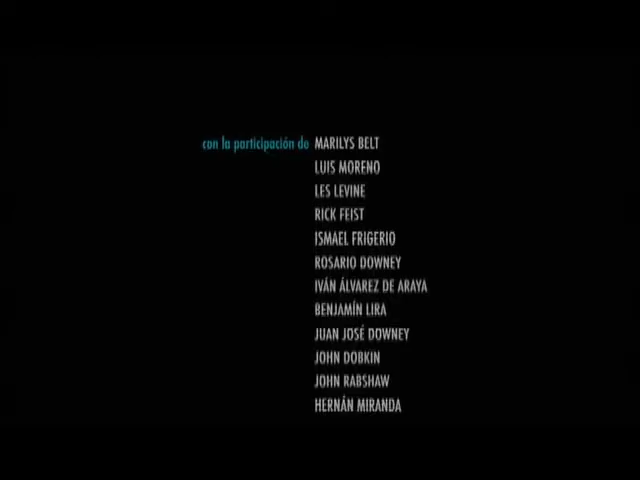 con la participación de MARILYS BELT
LUIS MORENO
LES LEVINE
RICK FEIST
ISMAEL FRIGERIO
ROSARIO DOWNEY
IVÁN ÁLVAREZ DE ARAYA
BENJAMÍN LIRA
JUAN JOSÉ DOWNEY
JOHN DOBKIN
JOHN RABSHAW
HERNÁN MIRANDA